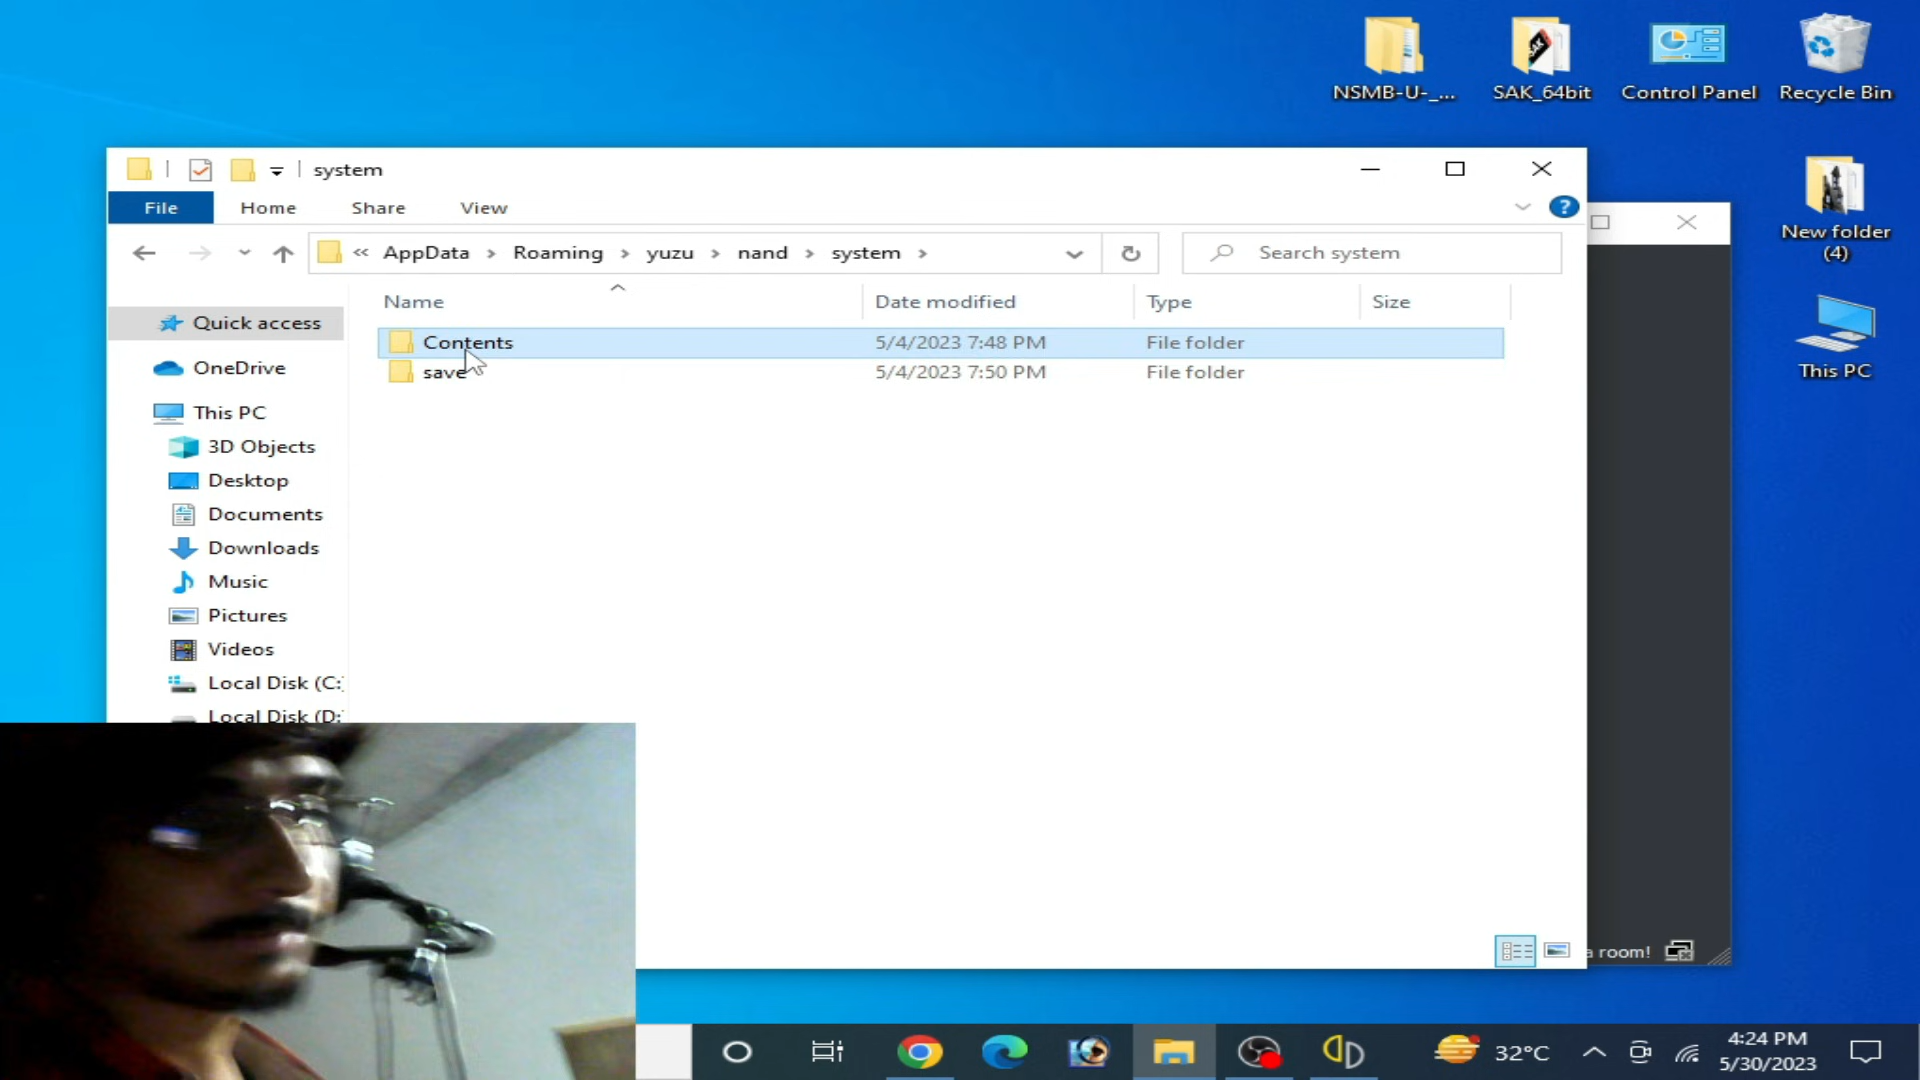 NSMB-U-_...
SAK_64bit
Control Panel
Recycle Bin
system
File
Home
Share
View
?
New folder
(4)
« AppData > Roaming > yuzu > nand > system >
Search system
Name
Date modified
Type
Size
Quick access
Contents
5/4/2023 7:48 PM
File folder
save
5/4/2023 7:50 PM
File folder
This PC
OneDrive
This PC
3D Objects
Desktop
Documents
Downloads
Music
Pictures
Videos
Local Disk (C:
Local Disk (D:
a room!
32°C
4:24 PM
5/30/2023